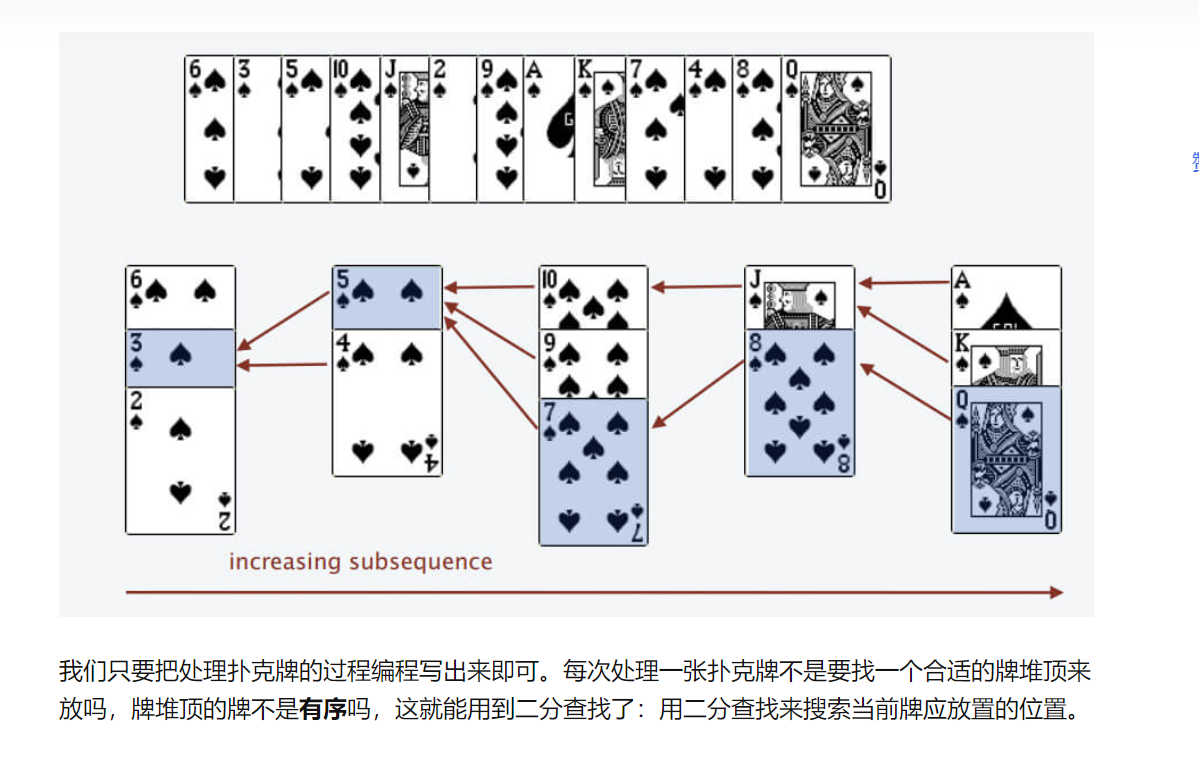 6 3 5 10 J 2 9 A K 7 4 8 Q
Q
6 5 10 J A
3 4 9 8 K
2 7 Q
4 8
2 7 Q
increasing subsequence
我们只要把处理扑克牌的过程编程写出来即可。每次处理一张扑克牌不是要找一个合适的牌堆顶来
放吗，牌堆顶的牌不是有序吗，这就能用到二分查找了：用二分查找来搜索当前牌应放置的位置。